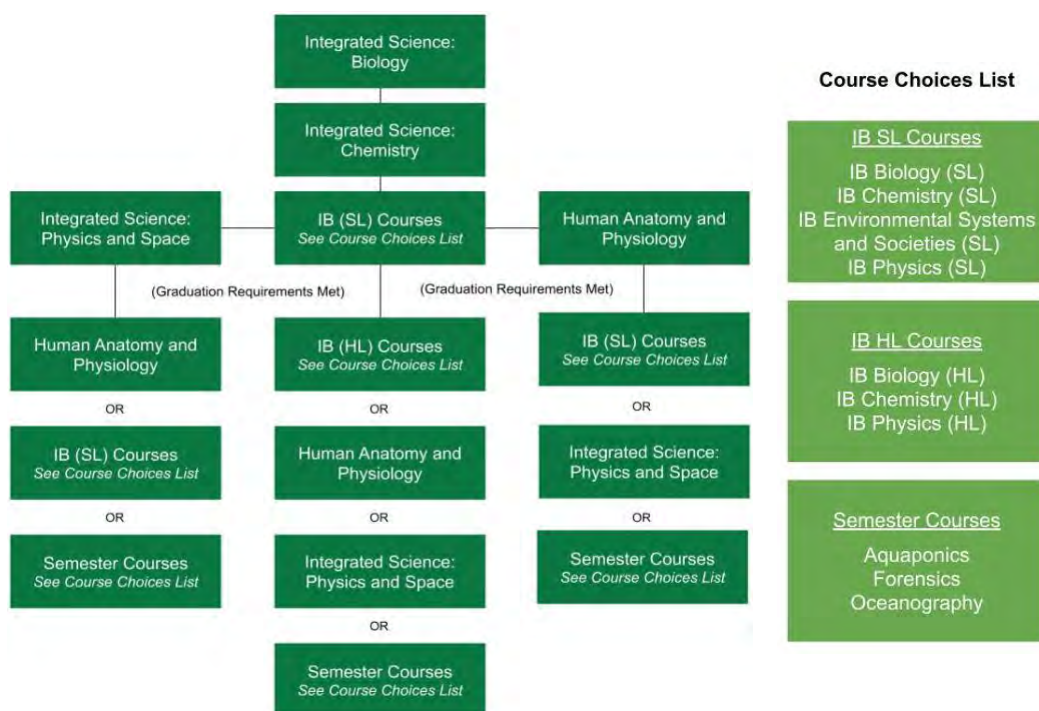 Integrated Science:
Biology
Integrated Science:
Chemistry
Integrated Science:
Physics and Space
IB (SL) Courses
See Course Choices List
Human Anatomy and
Physiology
(Graduation Requirements Met)
(Graduation Requirements Met)
Human Anatomy and
Physiology
OR
IB (SL) Courses
See Course Choices List
OR
Semester Courses
See Course Choices List
IB (HL) Courses
See Course Choices List
OR
Human Anatomy and
Physiology
OR
Integrated Science:
Physics and Space
OR
Semester Courses
See Course Choices List
IB (SL) Courses
See Course Choices List
OR
Integrated Science:
Physics and Space
OR
Semester Courses
See Course Choices List
Course Choices List
IB SL Courses
IB Biology (SL)
IB Chemistry (SL)
IB Environmental Systems
and Societies (SL)
IB Physics (SL)
IB HL Courses
IB Biology (HL)
IB Chemistry (HL)
IB Physics (HL)
Semester Courses
Aquaponics
Forensics
Oceanography